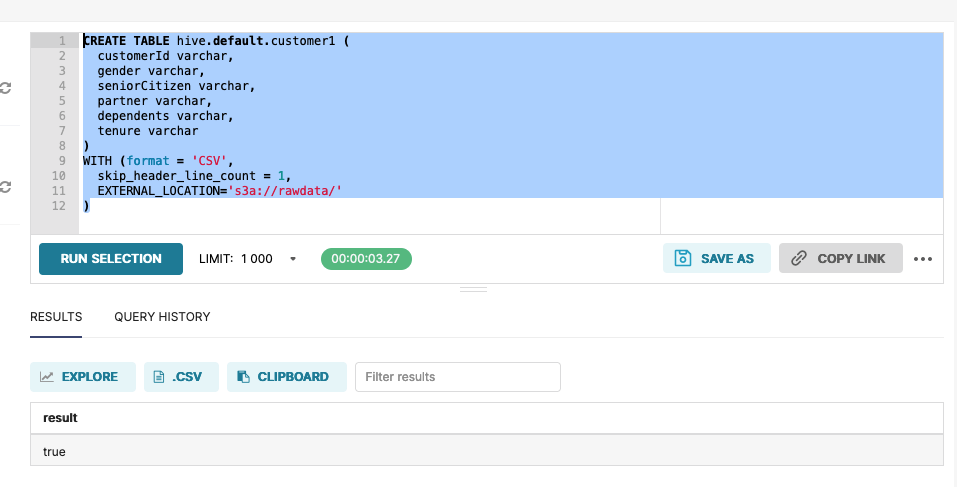 1 CREATE TABLE hive.default.customer1 (
2 customerId varchar,
3 gender varchar,
4 seniorCitizen varchar,
5 partner varchar,
6 dependents varchar,
7 tenure varchar
8 )
9 WITH (format = 'CSV',
10 skip_header_line_count = 1,
11 EXTERNAL_LOCATION='s3a://rawdata/'
12 )
RUN SELECTION LIMIT: 1 000 00:00:03.27 SAVE AS COPY LINK
RESULTS QUERY HISTORY
EXPLORE .CSV CLIPBOARD Filter results
result
true